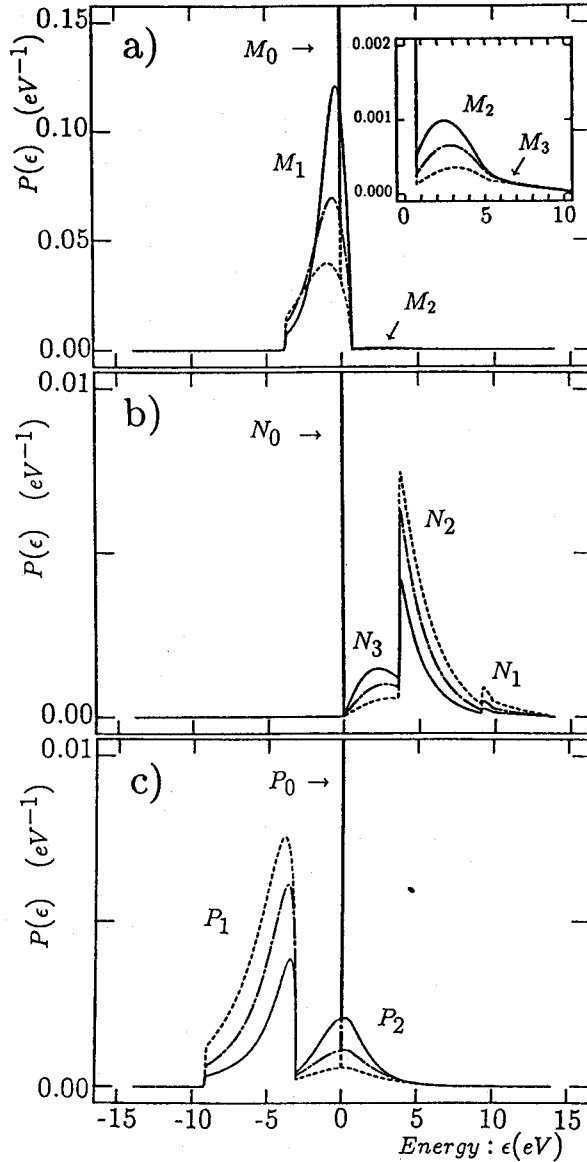 a)
P(ϵ) (eV⁻¹)
0.15
0.10
0.05
0.00
M₀ →
M₁
M₂
0.002
0.001
0.000
M₂
M₃
0 5 10
b)
P(ϵ) (eV⁻¹)
0.01
0.00
N₀ →
N₂
N₃
N₁
c)
P(ϵ) (eV⁻¹)
0.01
0.00
P₀ →
P₁
P₂
-15 -10 -5 0 5 10 15
Energy : ϵ(eV)